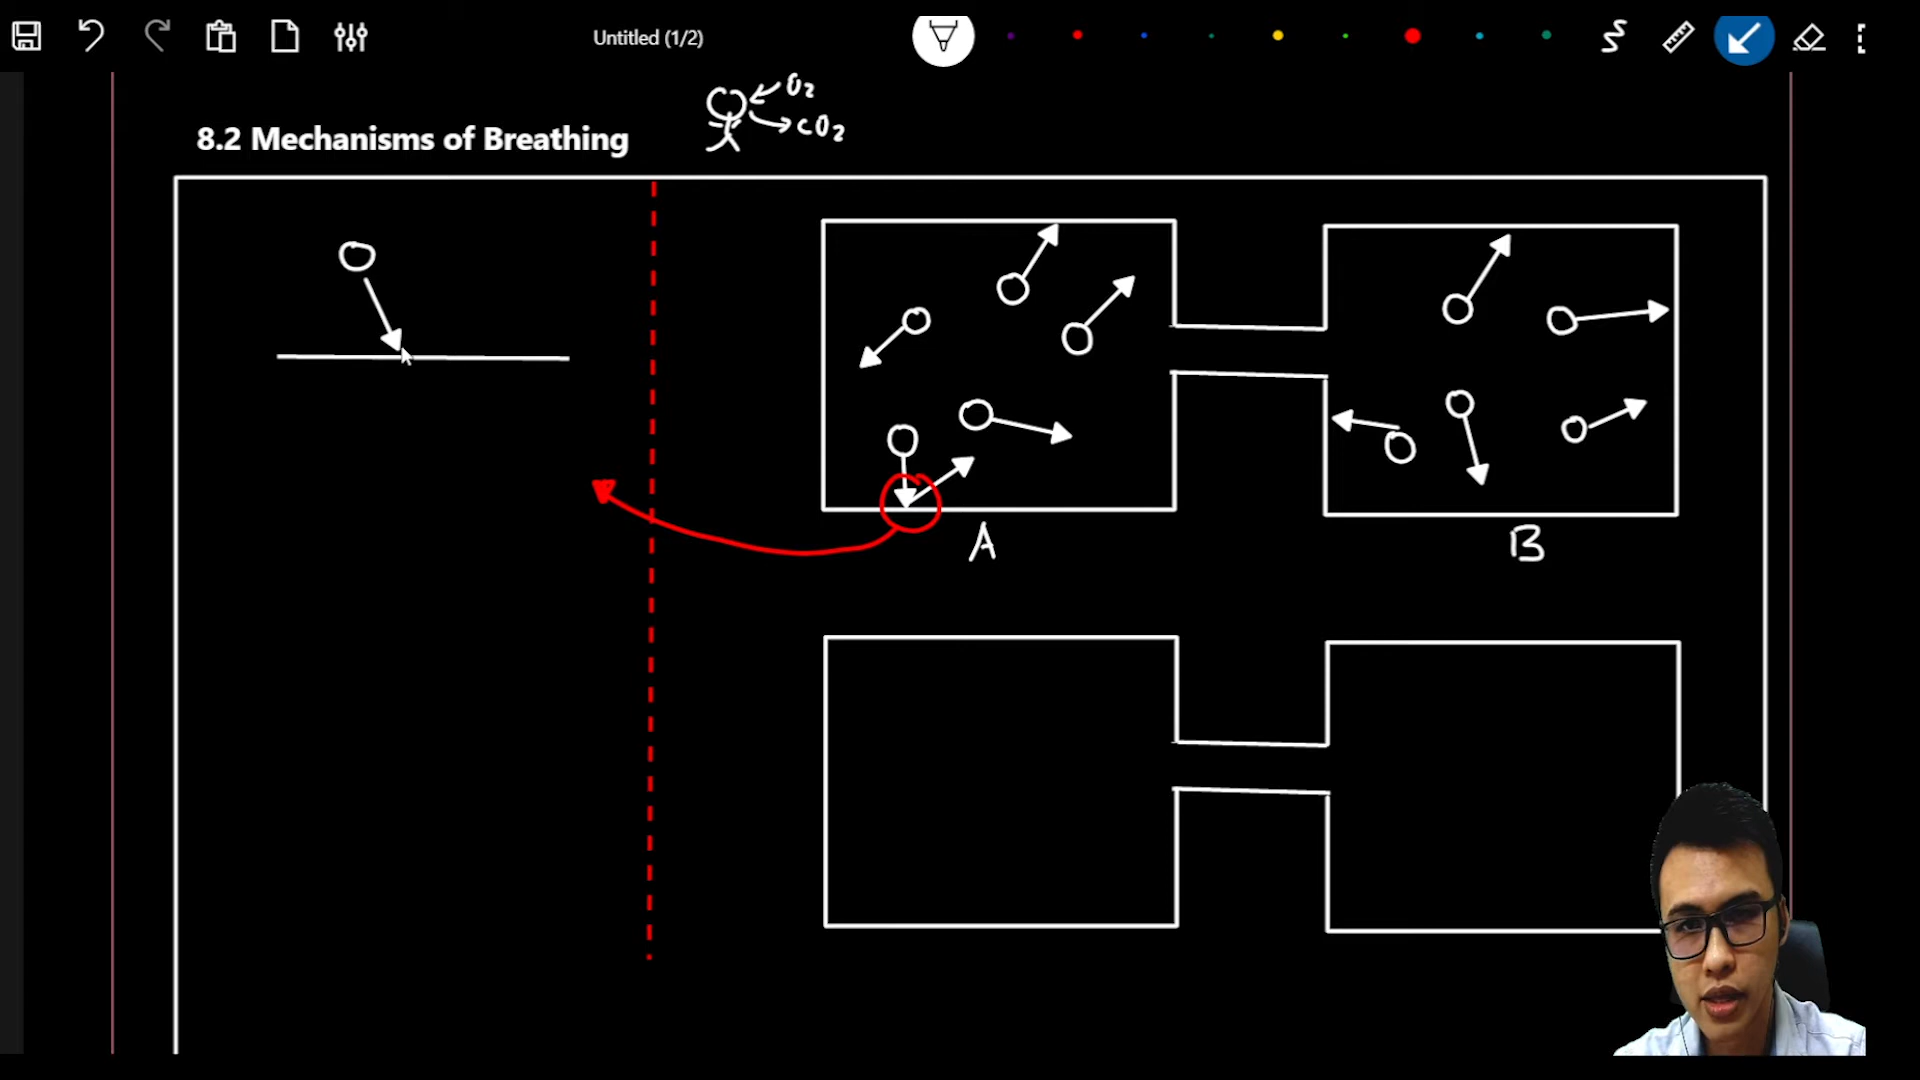 Untitled (1/2)
O2
CO2
8.2 Mechanisms of Breathing
A
B